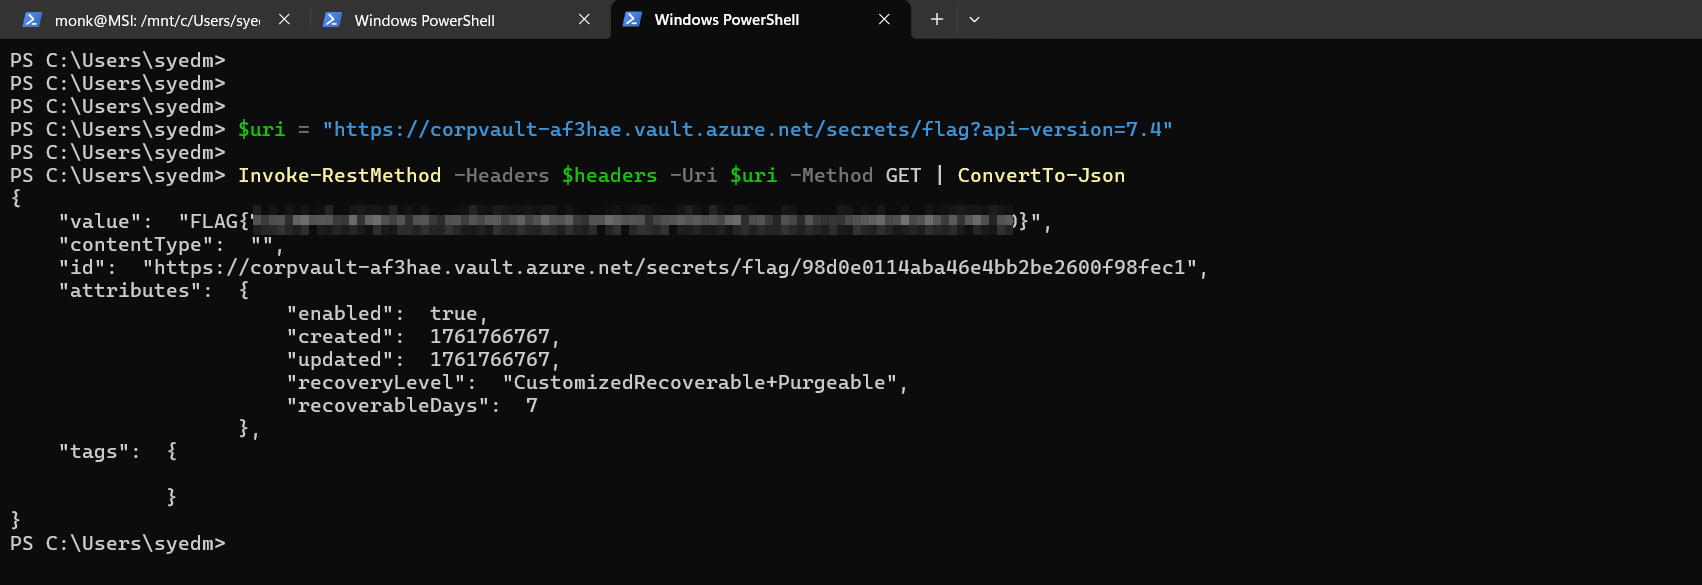 monk@MSI: /mnt/c/Users/sye
Windows PowerShell
Windows PowerShell
PS C:\Users\syedm>
PS C:\Users\syedm>
PS C:\Users\syedm>
PS C:\Users\syedm> $uri = "https://corpvault-af3hae.vault.azure.net/secrets/flag?api-version=7.4"
PS C:\Users\syedm>
PS C:\Users\syedm> Invoke-RestMethod -Headers $headers -Uri $uri -Method GET | ConvertTo-Json
{
    "value":  "FLAG{ }",
    "contentType":  "",
    "id":  "https://corpvault-af3hae.vault.azure.net/secrets/flag/98d0e0114aba46e4bb2be2600f98fec1",
    "attributes":  {
                       "enabled":  true,
                       "created":  1761766767,
                       "updated":  1761766767,
                       "recoveryLevel":  "CustomizedRecoverable+Purgeable",
                       "recoverableDays":  7
                   },
    "tags":  {

             }
}
PS C:\Users\syedm>